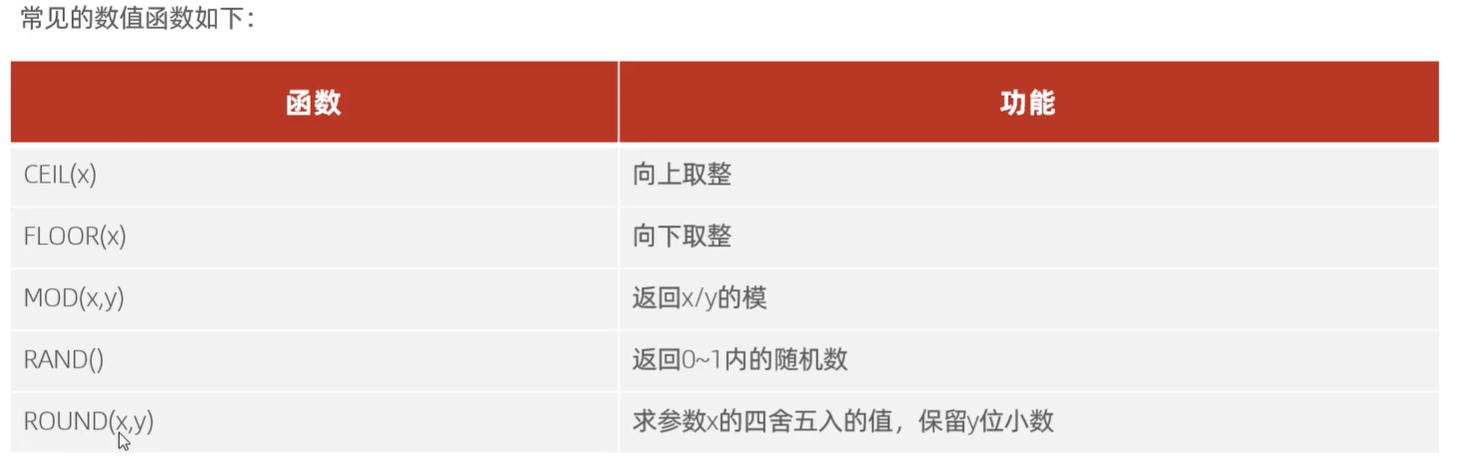 常见的数值函数如下：
函数 功能
CEIL(x) 向上取整
FLOOR(x) 向下取整
MOD(x,y) 返回x/y的模
RAND() 返回0~1内的随机数
ROUND(x,y) 求参数x的四舍五入的值，保留y位小数